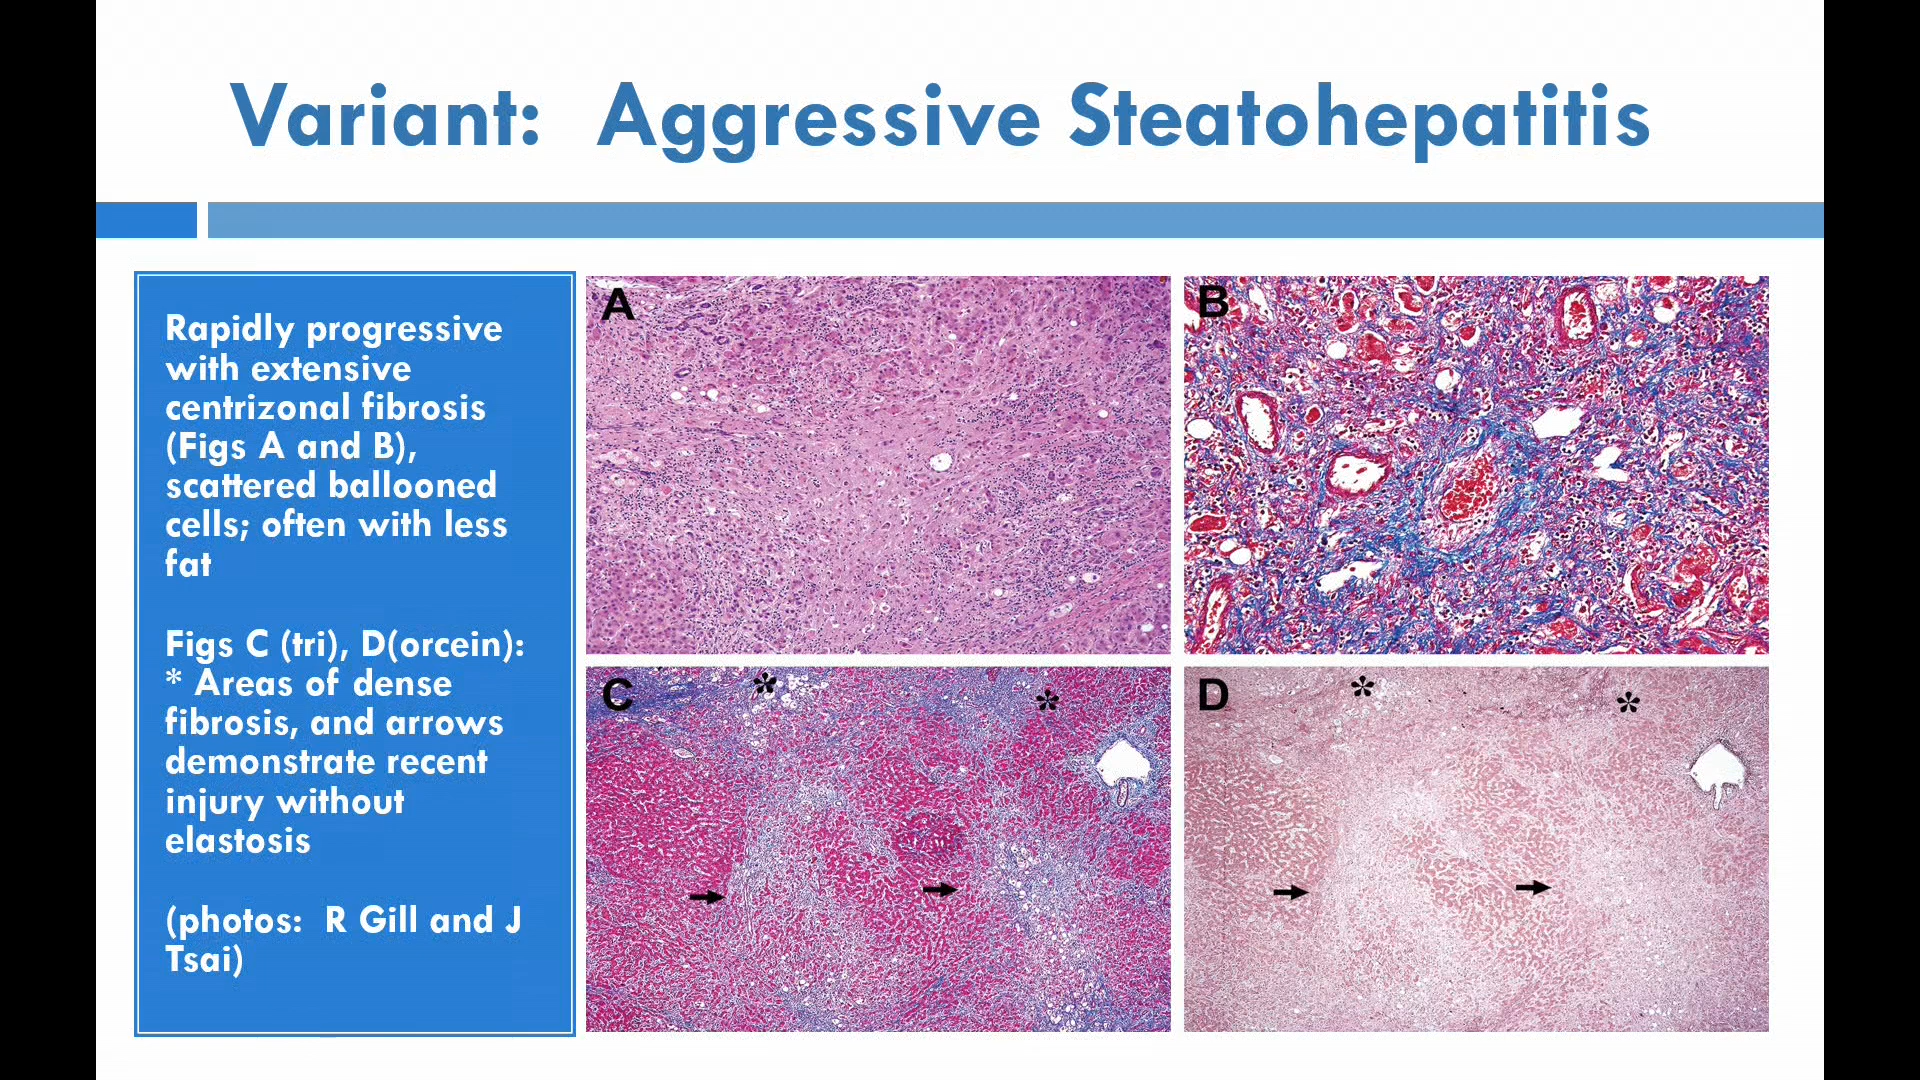 Variant:  Aggressive Steatohepatitis
Rapidly progressive
with extensive
centrizonal fibrosis
(Figs A and B),
scattered ballooned
cells; often with less
fat
Figs C (tri), D(orcein):
* Areas of dense
fibrosis, and arrows
demonstrate recent
injury without
elastosis
(photos:  R Gill and J
Tsai)
A
B
C
*
*
D
*
*